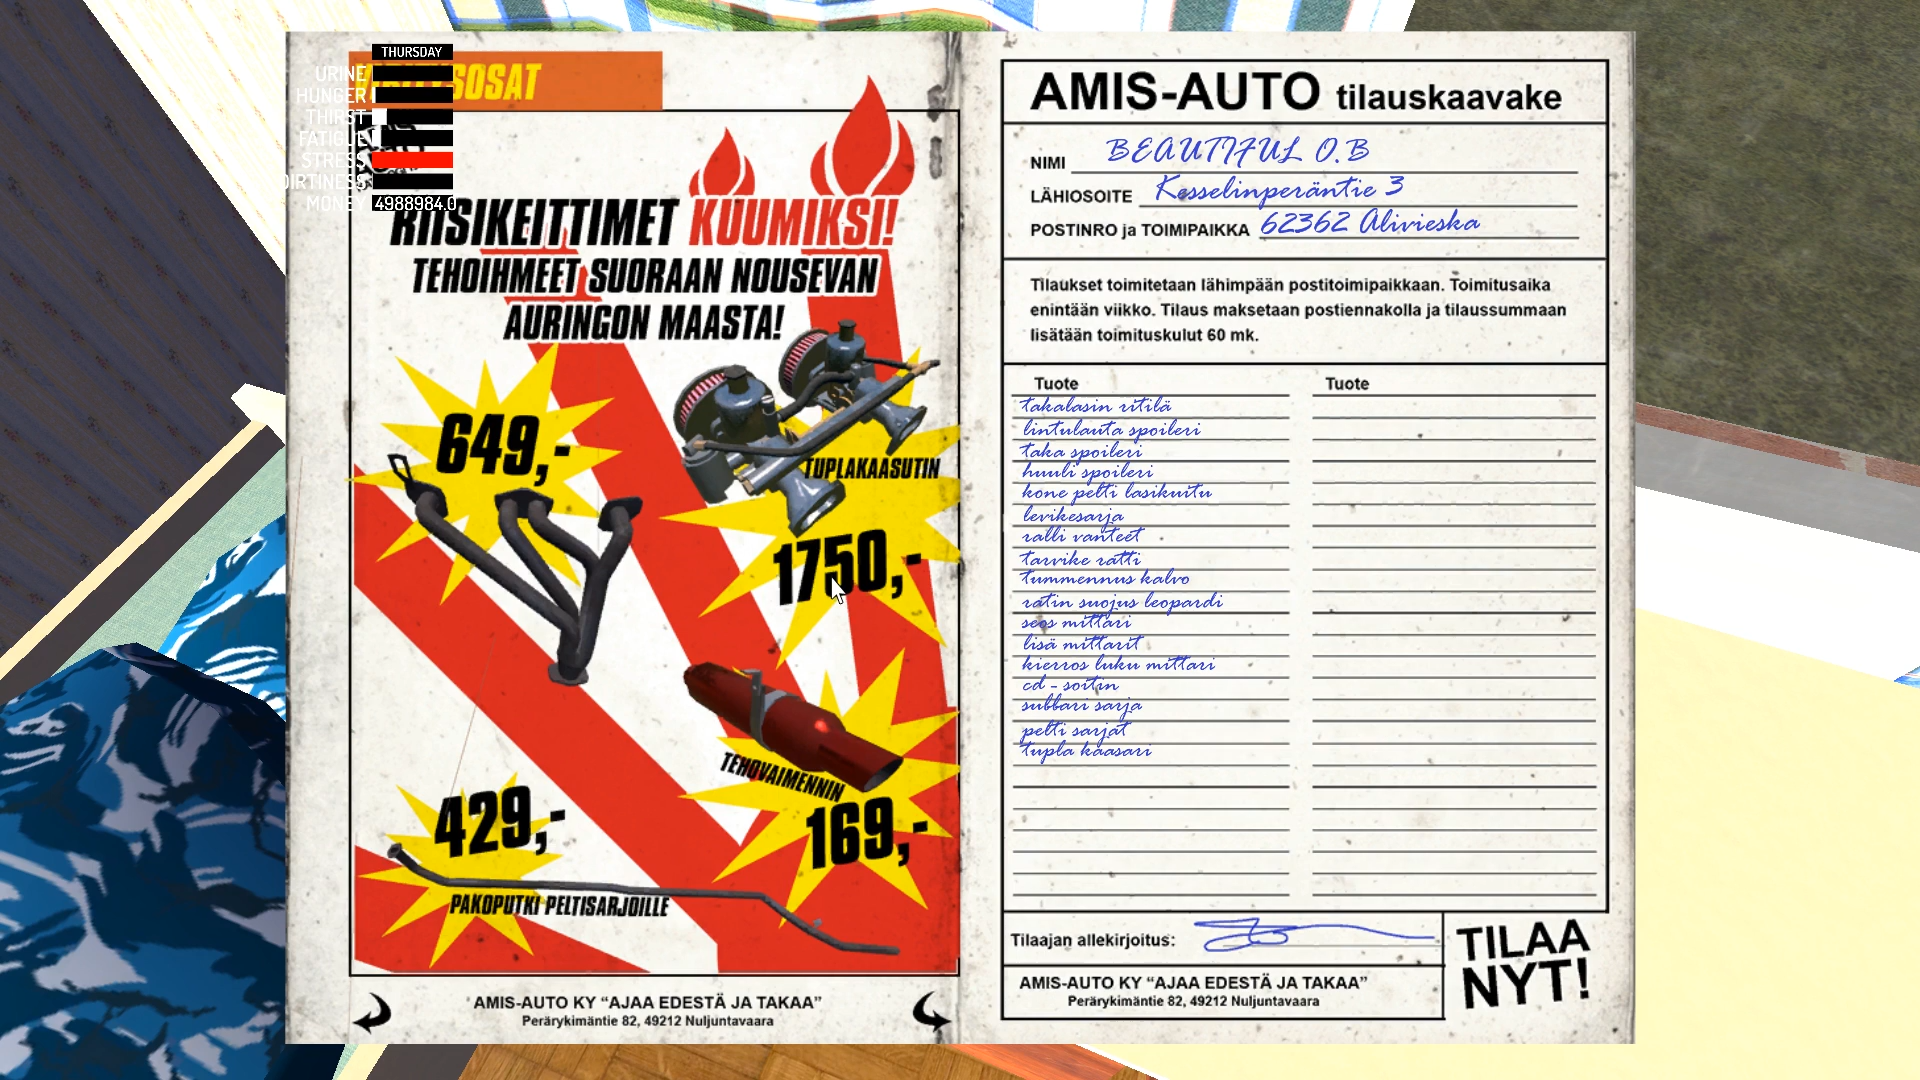 THURSDAY
URINE
HUNGER
THIRST
FATIGUE
STRESS
DIRTINESS
MONEY 4988984.0
OSAT
RIISIKEITTIMET KUUMIKSI!
TEHOIHMEET SUORAAN NOUSEVAN
AURINGON MAASTA!
649,-
TUPLAKAASUTIN
1750,-
TEHOVAIMENNIN
169,-
429,-
PAKOPUTKI PELTISARJOILLE
AMIS-AUTO KY “AJAA EDESTÄ JA TAKAA”
Perärykimäntie 82, 49212 Nuljuntavaara
AMIS-AUTO tilauskaavake
NIMI BEAUTIFUL O.B
LÄHIOSOITE Kesselinperäntie 3
POSTINRO ja TOIMIPAIKKA 62362 Alivieska
Tilaukset toimitetaan lähimpään postitoimipaikkaan. Toimitusaika
enintään viikko. Tilaus maksetaan postiennakolla ja tilaussummaan
lisätään toimituskulut 60 mk.
Tuote
takalasin ritilä
lintulauta spoileri
taka spoileri
huuli spoileri
kone pelti lasikuitu
levikesarja
ralli vanteet
tarvike ratti
tummennus kalvo
ratin suojus leopardi
seos mittari
lisä mittarit
kierros luku mittari
cd-soitin
subbari sarja
pelti sarjat
tupla kaasari
Tuote
Tilaajan allekirjoitus:
AMIS-AUTO KY “AJAA EDESTÄ JA TAKAA”
Perärykimäntie 82, 49212 Nuljuntavaara
TILAA
NYT!